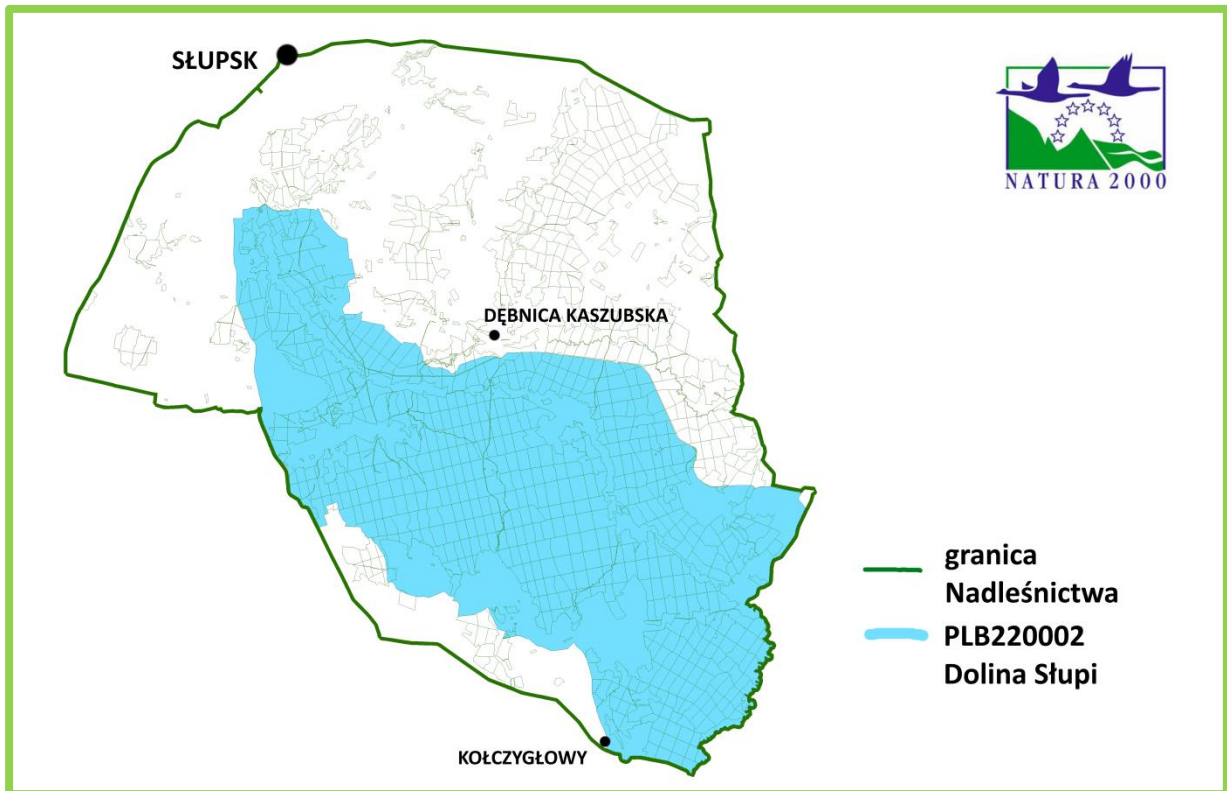 SŁUPSK
NATURA 2000
DĘBNICA KASZUBSKA
granica
Nadleśnictwa
PLB220002
Dolina Słupi
KOŁCZYGŁOWY